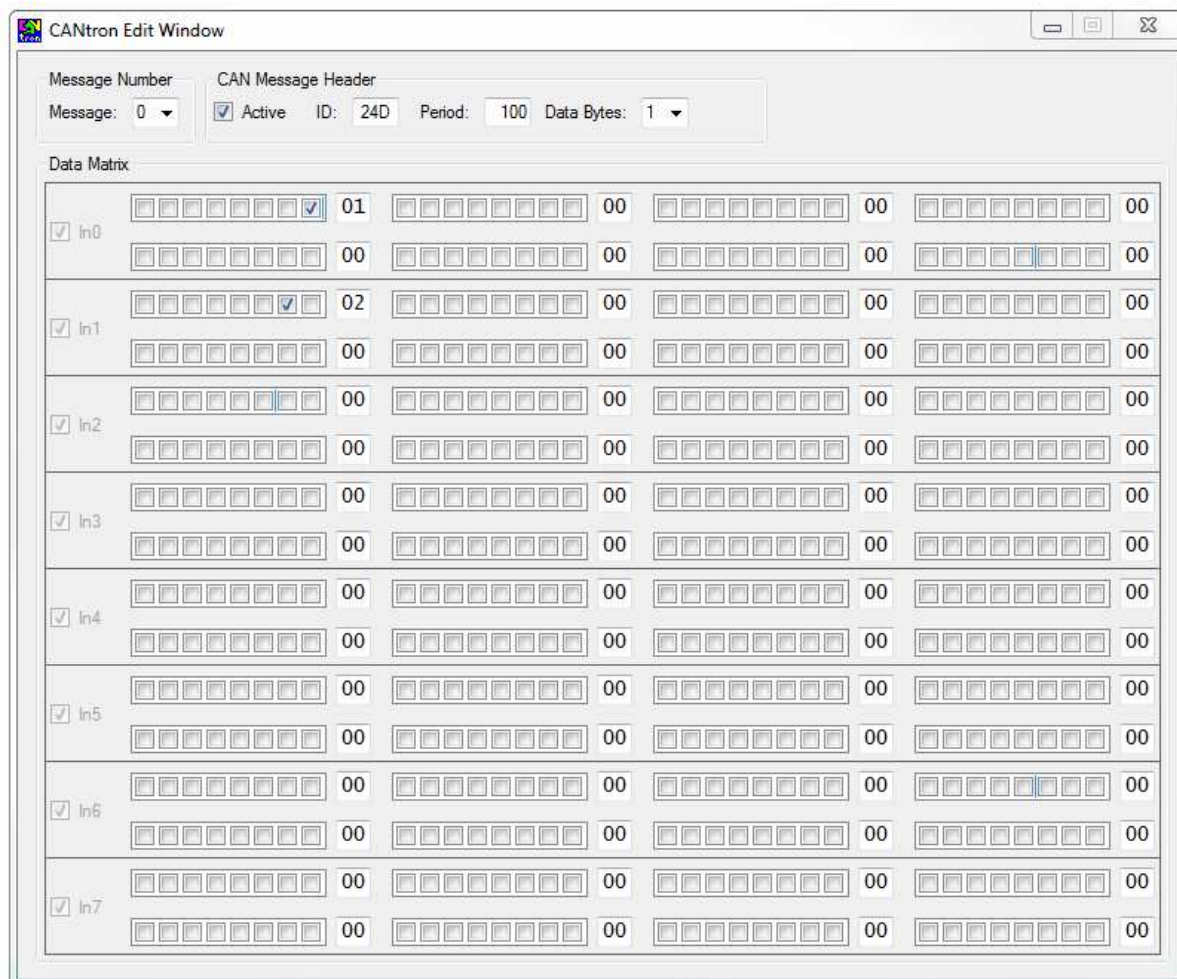 CANtron Edit Window
Message Number CAN Message Header
Message: 0 Active ID: 24D Period: 100 Data Bytes: 1
Data Matrix
01 00 00 00
In0
00 00 00 00
02 00 00 00
In1
00 00 00 00
00 00 00 00
In2
00 00 00 00
00 00 00 00
In3
00 00 00 00
00 00 00 00
In4
00 00 00 00
00 00 00 00
In5
00 00 00 00
00 00 00 00
In6
00 00 00 00
00 00 00 00
In7
00 00 00 00